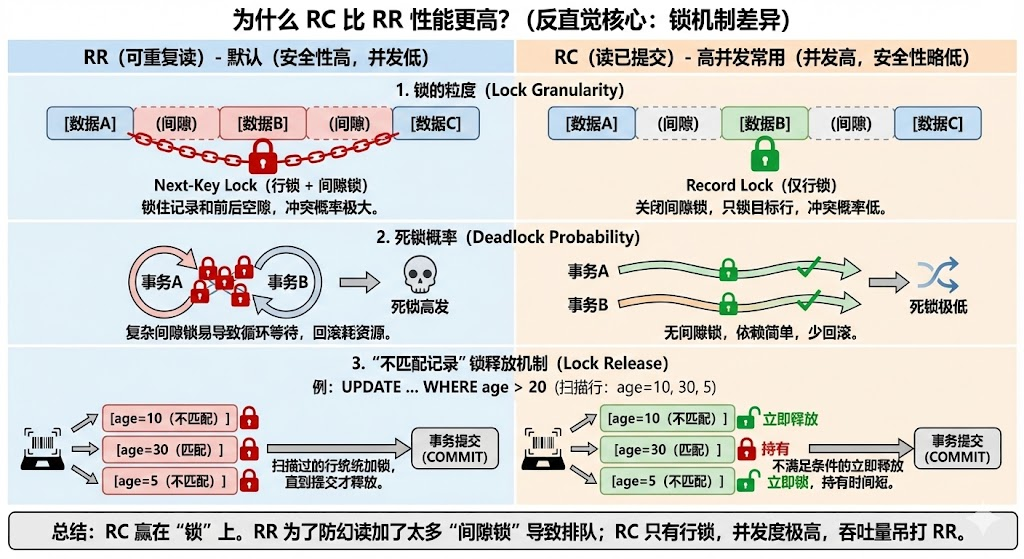 为什么 RC 比 RR 性能更高？（反直觉核心：锁机制差异）
RR（可重复读）- 默认（安全性高，并发低）
RC（读已提交）- 高并发常用（并发高，安全性略低）
1. 锁的粒度（Lock Granularity）
[数据A] （间隙） [数据B] （间隙） [数据C]
Next-Key Lock（行锁 + 间隙锁）
锁住记录和前后空隙，冲突概率极大。
[数据A] （间隙） [数据B] （间隙） [数据C]
Record Lock（仅行锁）
关闭间隙锁，只锁目标行，冲突概率低。
2. 死锁概率（Deadlock Probability）
事务A 事务B
死锁高发
复杂间隙锁易导致循环等待，回滚耗资源。
事务A
事务B
死锁极低
无间隙锁，依赖简单，少回滚。
3. “不匹配记录”锁释放机制（Lock Release）
例：UPDATE ... WHERE age > 20（扫描行：age=10, 30, 5）
[age=10（不匹配）]
[age=30（匹配）]
[age=5（不匹配）]
扫描过的行统统加锁，
直到提交才释放。
事务提交
(COMMIT)
[age=10（不匹配）] 立即释放
[age=30（匹配）] 持有
[age=5（不匹配）]
不满足条件的立即释放
立即锁，持有时间短。
事务提交
(COMMIT)
总结：RC 赢在“锁”上。RR 为了防幻读加了太多“间隙锁”导致排队；RC 只有行锁，并发度极高，吞吐量吊打 RR。